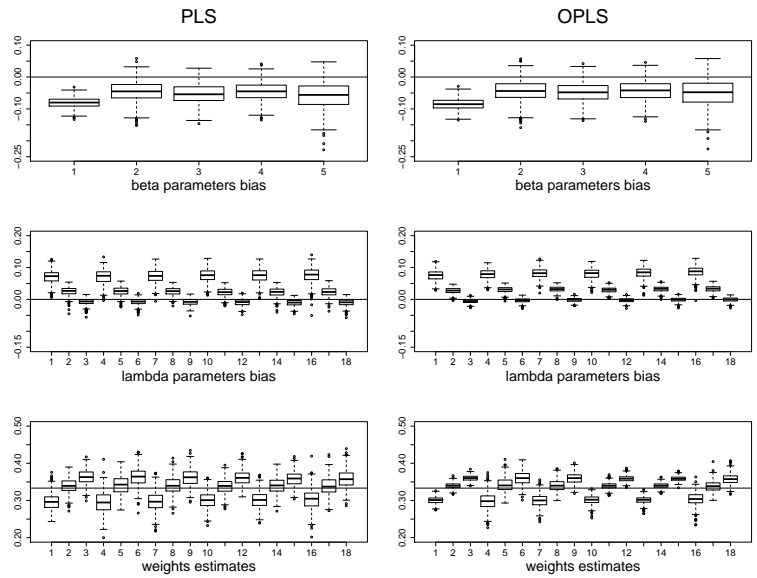 PLS OPLS
0.10 0.00 −0.10 −0.25
1 2 3 4 5
beta parameters bias
1 2 3 4 5
0.10 0.00 −0.10 −0.25
beta parameters bias
0.20 0.10 0.00 −0.15
1 2 3 4 5 6 7 8 9 10 12 14 16 18
lambda parameters bias
0.20 0.10 0.00 −0.15
1 2 3 4 5 6 7 8 9 10 12 14 16 18
lambda parameters bias
0.50 0.40 0.30 0.20
1 2 3 4 5 6 7 8 9 10 12 14 16 18
weights estimates
0.50 0.40 0.30 0.20
1 2 3 4 5 6 7 8 9 10 12 14 16 18
weights estimates